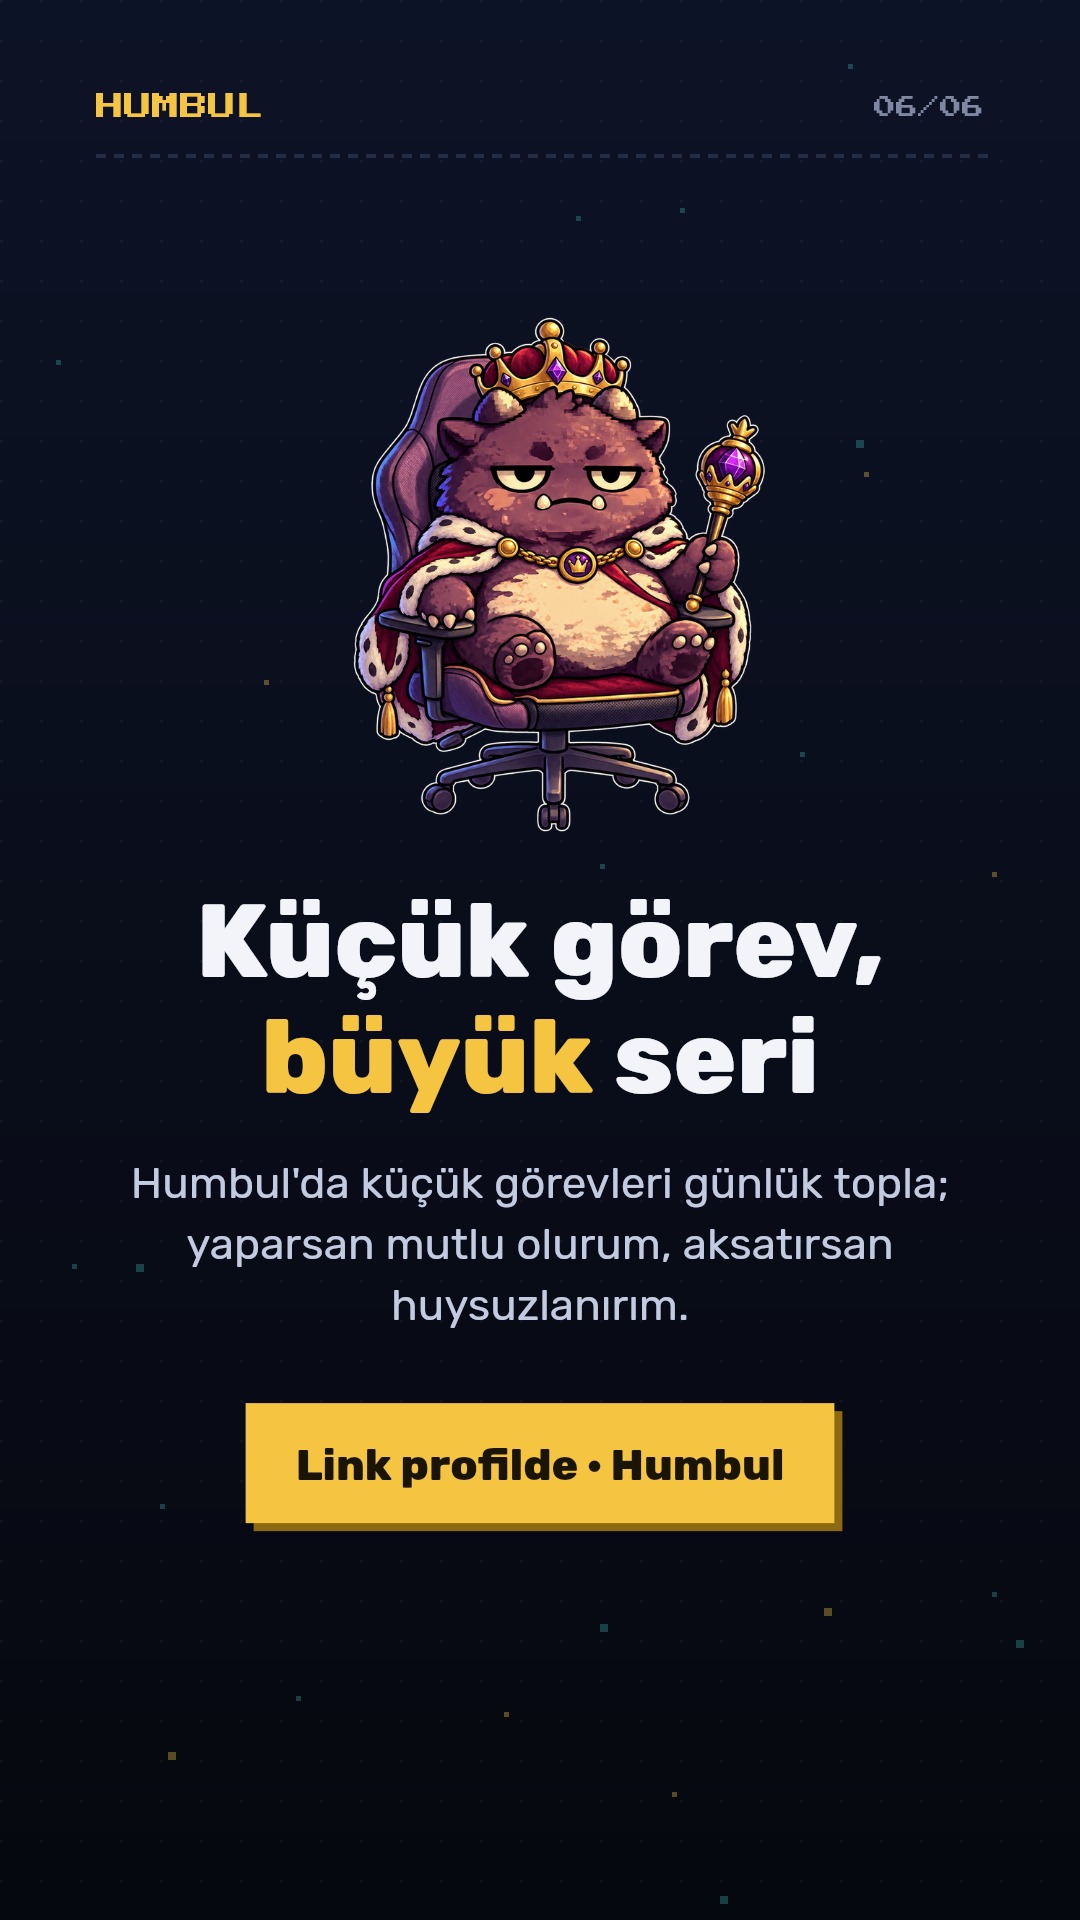 HUMBUL
06/06
Küçük görev,
büyük seri
Humbul'da küçük görevleri günlük topla;
yaparsan mutlu olurum, aksatırsan
huysuzlanırım.
Link profilde • Humbul